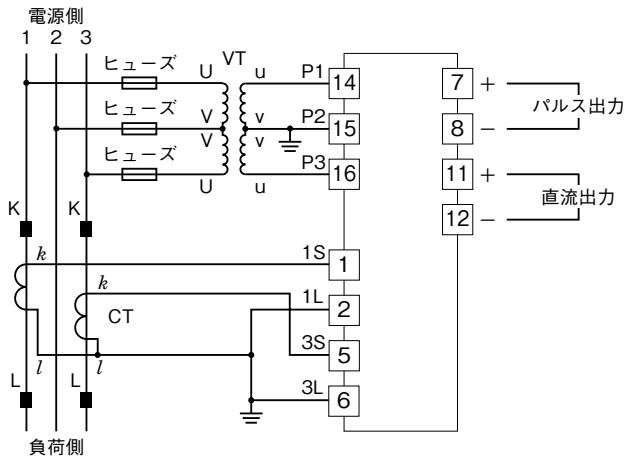 電源側
1 2 3
ヒューズ U VT u P1 14 7 +
パルス出力
ヒューズ V v P2 15 8 −
V v
ヒューズ P3 16 11 +
U u
直流出力
12 −
K K
k 1S 1
k 1L 2
CT
3S 5
l l
L L 3L 6
負荷側